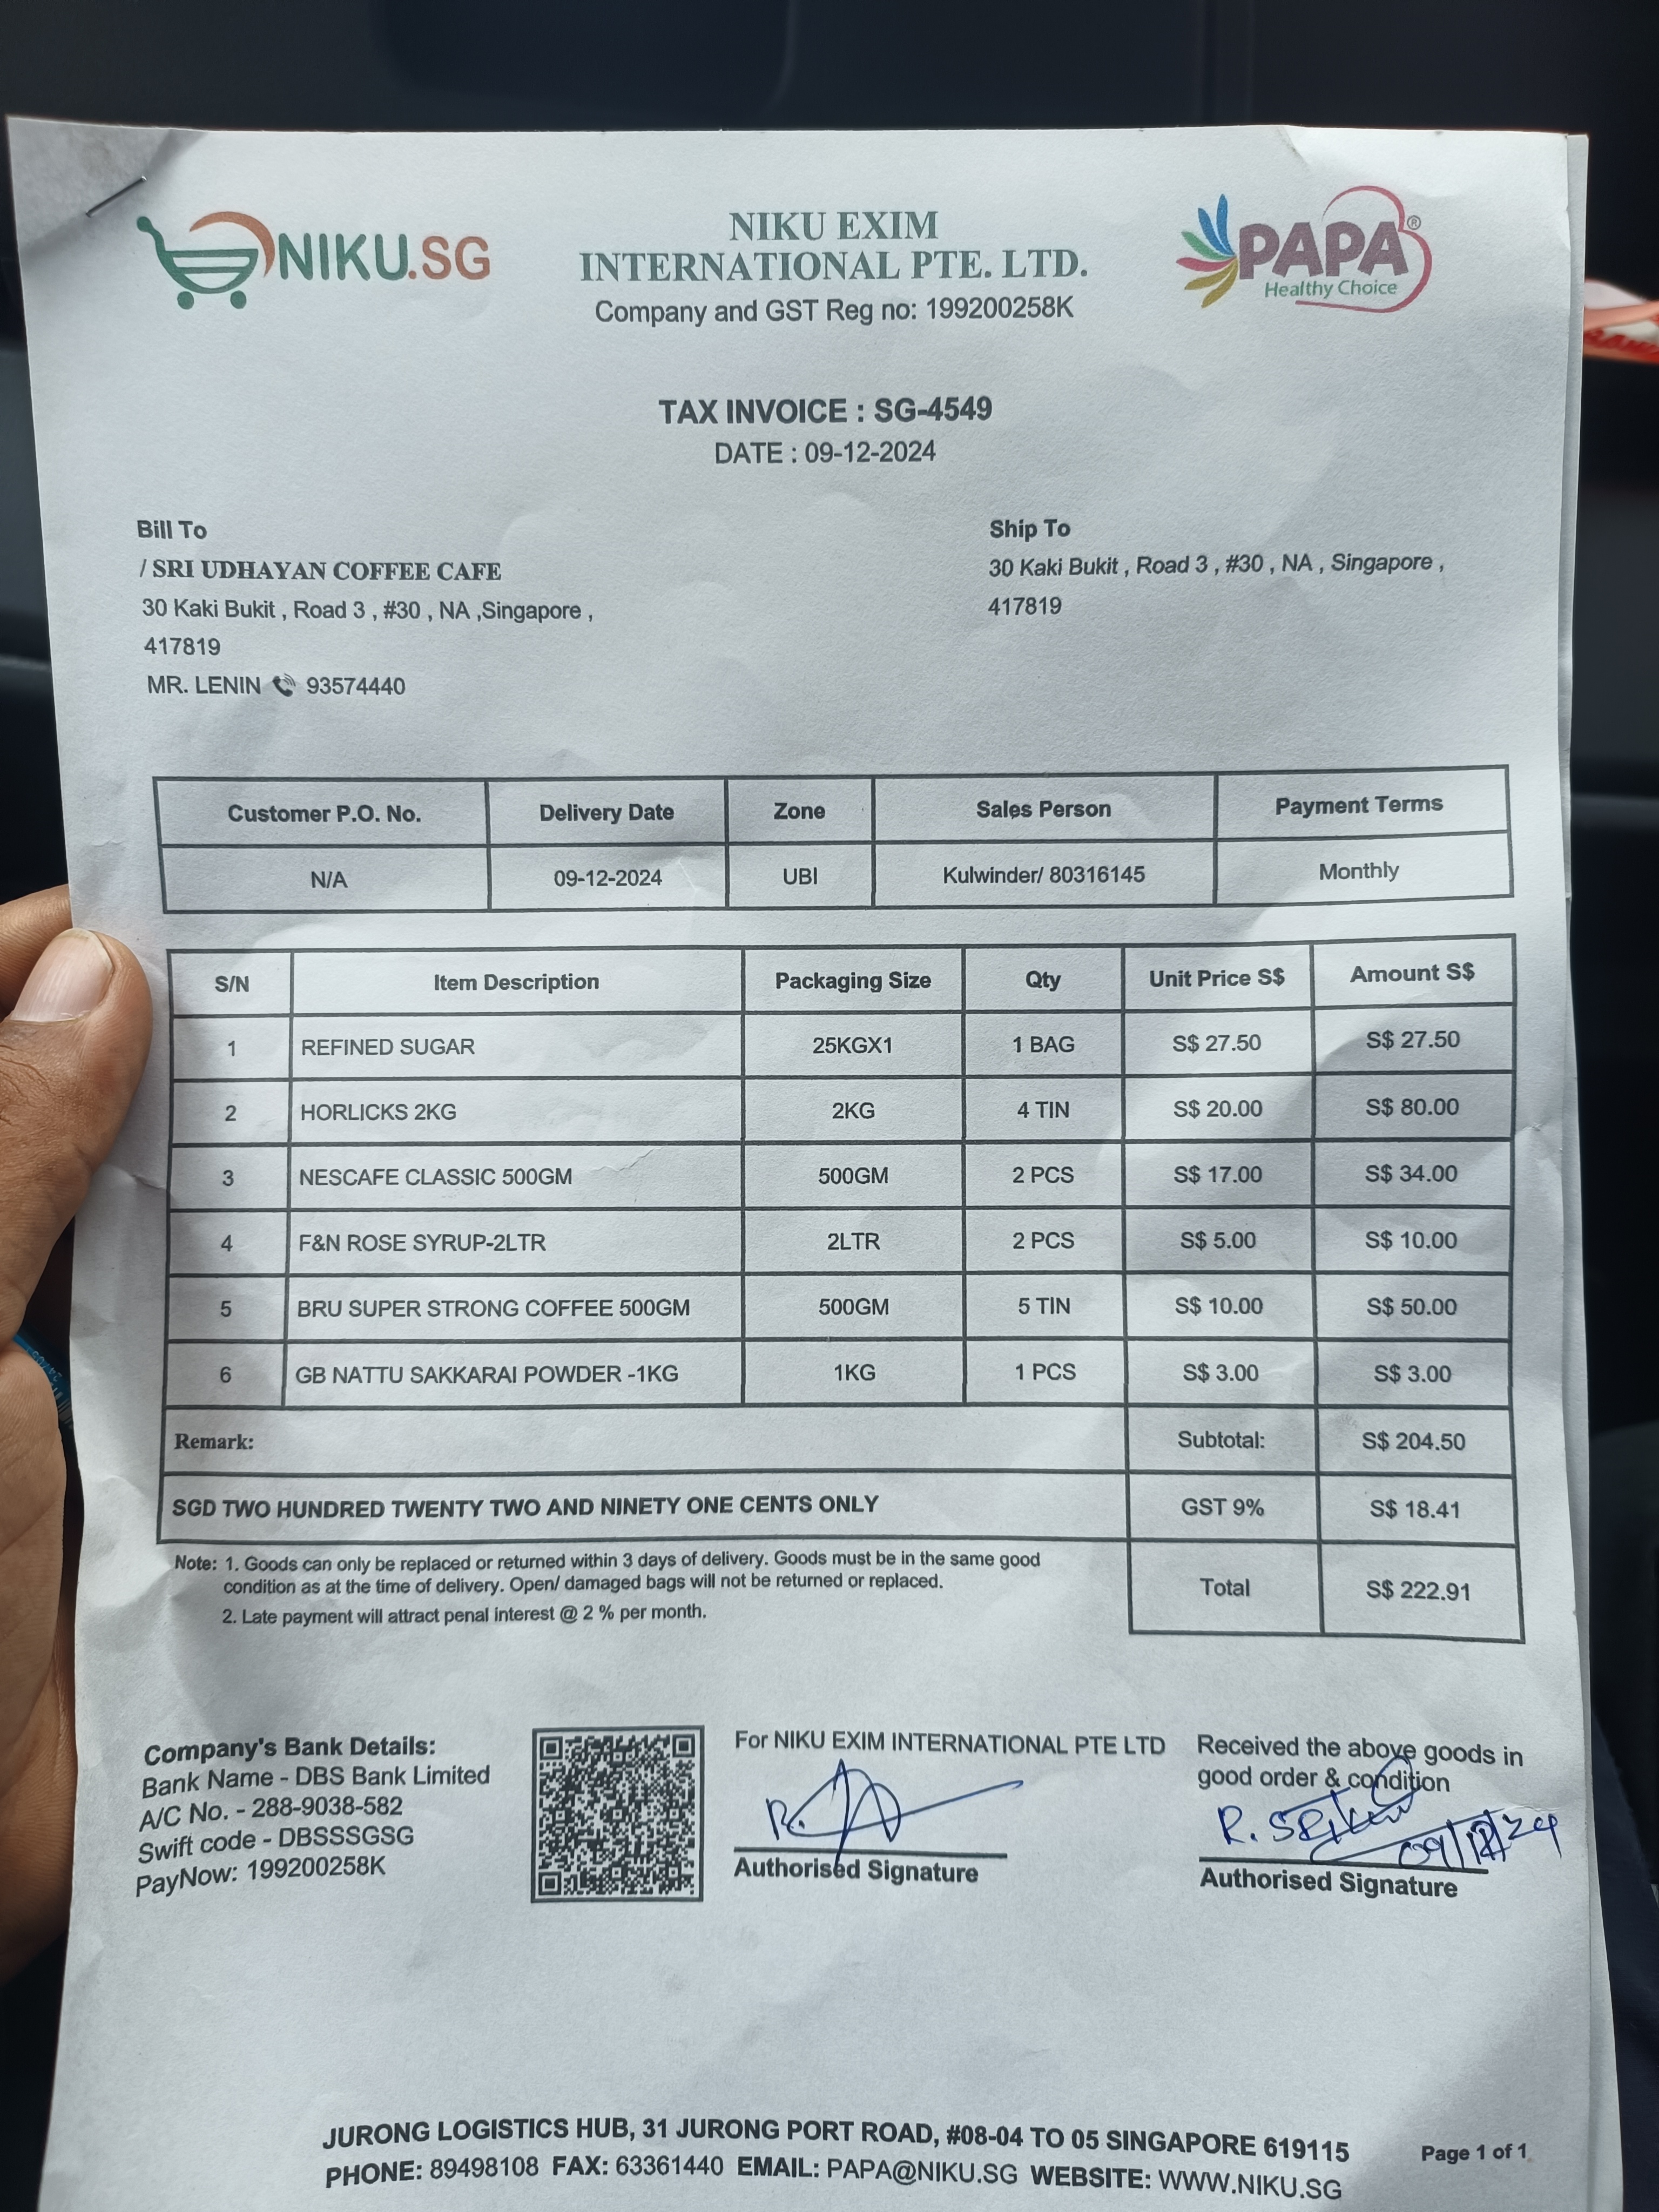 NIKU.SG
NIKU EXIM
INTERNATIONAL PTE. LTD.
Company and GST Reg no: 199200258K
PAPA®
Healthy Choice
TAX INVOICE : SG-4549
DATE : 09-12-2024
Bill To
/ SRI UDHAYAN COFFEE CAFE
30 Kaki Bukit , Road 3 , #30 , NA ,Singapore ,
417819
MR. LENIN 93574440
Ship To
30 Kaki Bukit , Road 3 , #30 , NA , Singapore ,
417819
Customer P.O. No. Delivery Date Zone Sales Person Payment Terms
N/A 09-12-2024 UBI Kulwinder/ 80316145 Monthly
S/N Item Description Packaging Size Qty Unit Price S$ Amount S$
1 REFINED SUGAR 25KGX1 1 BAG S$ 27.50 S$ 27.50
2 HORLICKS 2KG 2KG 4 TIN S$ 20.00 S$ 80.00
3 NESCAFE CLASSIC 500GM 500GM 2 PCS S$ 17.00 S$ 34.00
4 F&N ROSE SYRUP-2LTR 2LTR 2 PCS S$ 5.00 S$ 10.00
5 BRU SUPER STRONG COFFEE 500GM 500GM 5 TIN S$ 10.00 S$ 50.00
6 GB NATTU SAKKARAI POWDER -1KG 1KG 1 PCS S$ 3.00 S$ 3.00
Remark: Subtotal: S$ 204.50
SGD TWO HUNDRED TWENTY TWO AND NINETY ONE CENTS ONLY GST 9% S$ 18.41
Note: 1. Goods can only be replaced or returned within 3 days of delivery. Goods must be in the same good
condition as at the time of delivery. Open/ damaged bags will not be returned or replaced.
2. Late payment will attract penal interest @ 2 % per month.
Total S$ 222.91
Company's Bank Details:
Bank Name - DBS Bank Limited
A/C No. - 288-9038-582
Swift code - DBSSSGSG
PayNow: 199200258K
For NIKU EXIM INTERNATIONAL PTE LTD
Authorised Signature
Received the above goods in
good order & condition
09/12/24
Authorised Signature
JURONG LOGISTICS HUB, 31 JURONG PORT ROAD, #08-04 TO 05 SINGAPORE 619115
PHONE: 89498108 FAX: 63361440 EMAIL: PAPA@NIKU.SG WEBSITE: WWW.NIKU.SG
Page 1 of 1